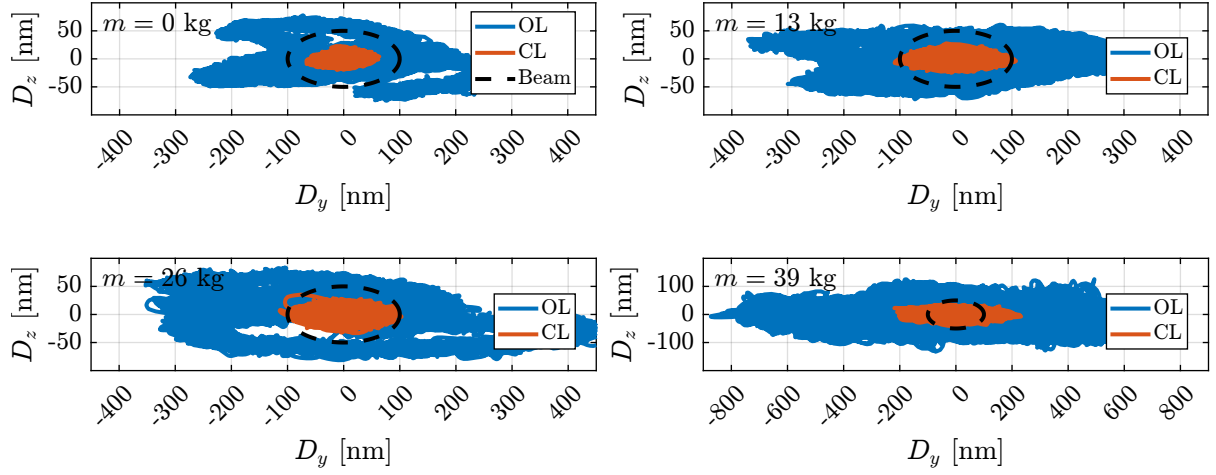 m = 0 kg
OL
CL
Beam
50
0
-50
D_z [nm]
-400 -300 -200 -100 0 100 200 300 400
D_y [nm]
m = 13 kg
OL
CL
50
0
-50
D_z [nm]
-400 -300 -200 -100 0 100 200 300 400
D_y [nm]
m = 26 kg
OL
CL
50
0
-50
D_z [nm]
-400 -300 -200 -100 0 100 200 300 400
D_y [nm]
m = 39 kg
OL
CL
100
0
-100
D_z [nm]
-800 -600 -400 -200 0 200 400 600 800
D_y [nm]